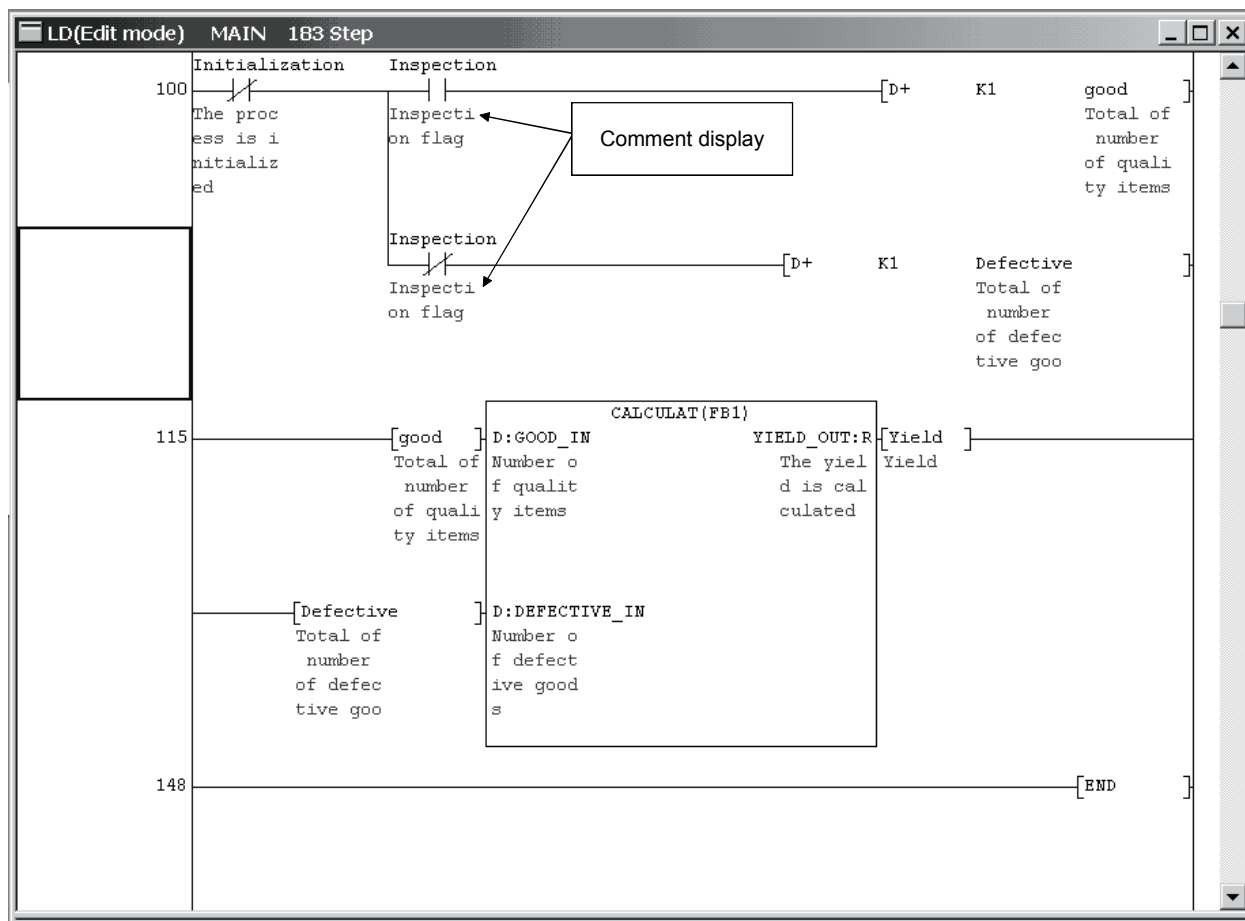 LD(Edit mode) MAIN 183 Step
Initialization Inspection
100 D+ K1 good
The proc
ess is i
nitializ
ed
Inspecti
on flag
Comment display
Total of
number
of quali
ty items
Inspection
D+ K1 Defective
Inspecti
on flag
Total of
number
of defec
tive goo
CALCULAT(FB1)
115 [good ] D:GOOD_IN YIELD_OUT:R [Yield ]
Total of
number
of quali
ty items
Number o
f qualit
y items
The yiel
d is cal
culated
Yield
[Defective ] D:DEFECTIVE_IN
Total of
number
of defec
tive goo
Number o
f defect
ive good
s
148 [END ]